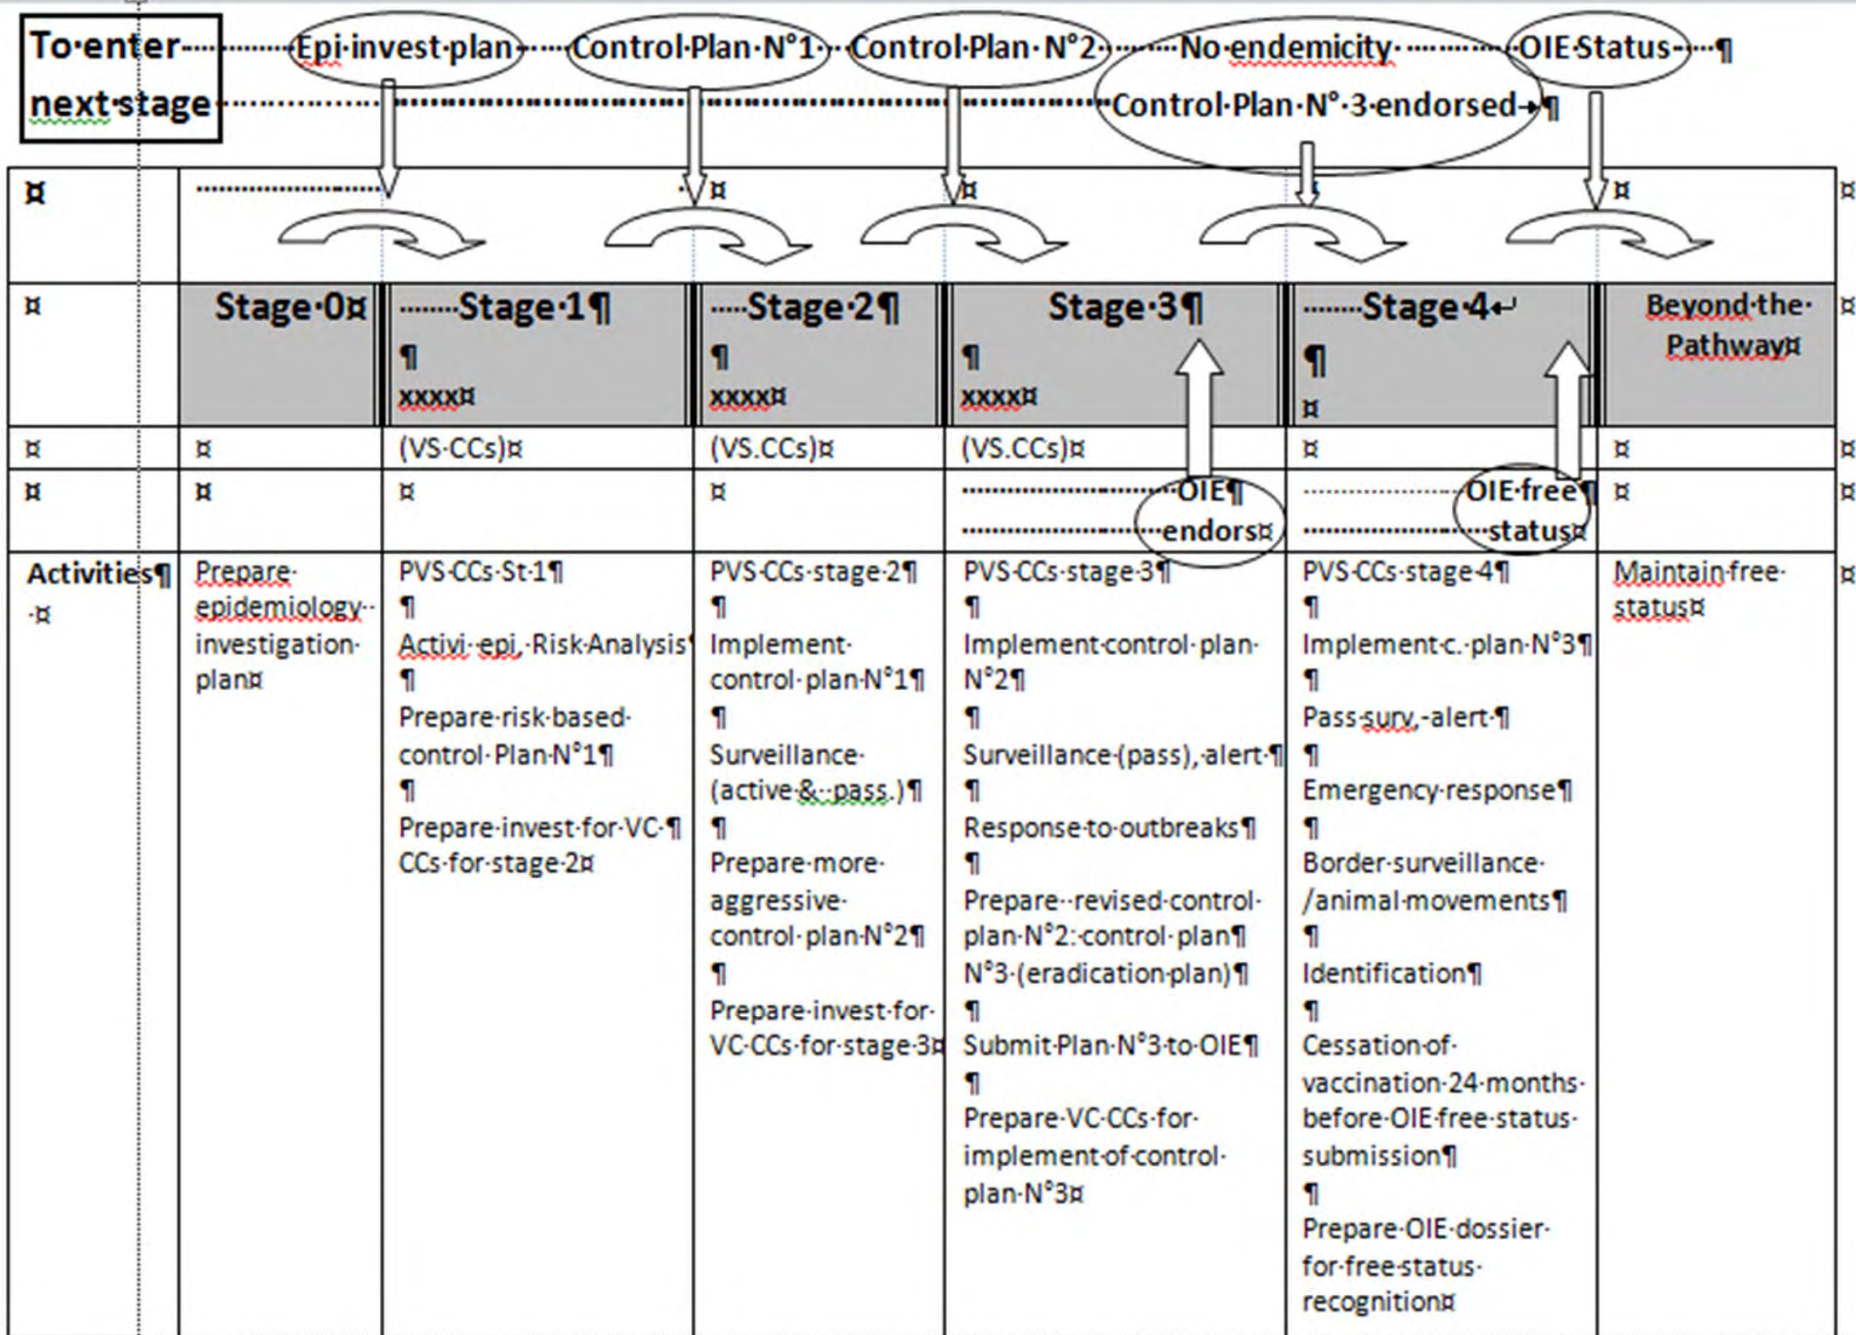 To enter Epi invest plan Control Plan N°1 Control Plan N°2 No endemicity OIE Status ¶
next stage Control Plan N° 3 endorsed→¶
¤ ¤ ¤ ¤ ¤
¤ Stage 0¤ Stage 1¶ Stage 2¶ Stage 3¶ Stage 4↵ Beyond the ¤
Pathway¤
¶ ¶ ¶ ¶
xxxx¤ xxxx¤ xxxx¤ ¤
¤ ¤ (VS CCs)¤ (VS.CCs)¤ (VS.CCs)¤ ¤ ¤ ¤
¤ ¤ ¤ ¤ OIE¶ OIE free¶ ¤ ¤
endors¤ status¤
Activities¶
¤
Prepare
epidemiology
investigation
plan¤
PVS CCs St 1¶
¶
Activi epi, Risk Analysis¶
¶
Prepare risk based
control Plan N°1¶
¶
Prepare invest for VC ¶
CCs for stage 2¤
PVS CCs stage 2¶
¶
Implement
control plan N°1¶
¶
Surveillance
(active & pass.)¶
¶
Prepare more
aggressive
control plan N°2¶
¶
Prepare invest for
VC CCs for stage 3¤
PVS CCs stage 3¶
¶
Implement control plan
N°2¶
¶
Surveillance (pass), alert ¶
¶
Response to outbreaks¶
¶
Prepare revised control
plan N°2: control plan¶
N°3 (eradication plan)¶
¶
Submit Plan N°3 to OIE¶
¶
Prepare VC CCs for
implement of control
plan N°3¤
PVS CCs stage 4¶
¶
Implement c. plan N°3¶
¶
Pass surv, alert ¶
¶
Emergency response¶
¶
Border surveillance
/animal movements¶
¶
Identification¶
¶
Cessation of
vaccination 24 months
before OIE free status
submission¶
¶
Prepare OIE dossier
for free status
recognition¤
Maintain free
status¤
¤